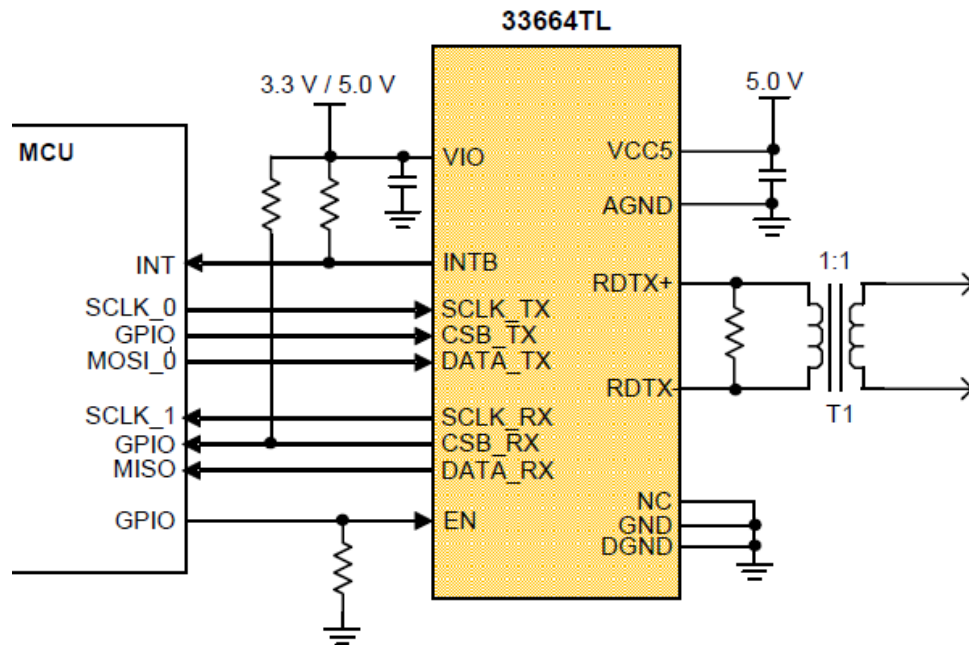 33664TL
3.3 V / 5.0 V
5.0 V
MCU
VIO
VCC5
AGND
INT
INTB
1:1
RDTX+
SCLK_0
SCLK_TX
GPIO
CSB_TX
MOSI_0
DATA_TX
RDTX-
T1
SCLK_1
SCLK_RX
GPIO
CSB_RX
MISO
DATA_RX
NC
GPIO
EN
GND
DGND